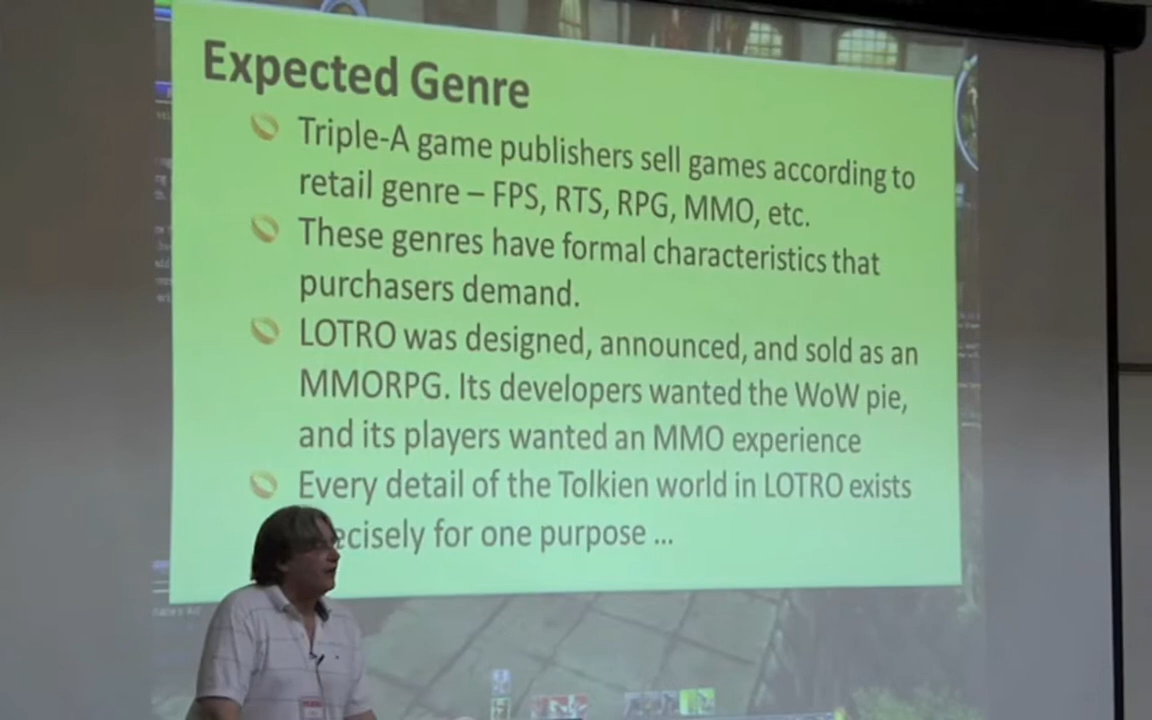 Expected Genre
Triple-A game publishers sell games according to
retail genre – FPS, RTS, RPG, MMO, etc.
These genres have formal characteristics that
purchasers demand.
LOTRO was designed, announced, and sold as an
MMORPG. Its developers wanted the WoW pie,
and its players wanted an MMO experience
Every detail of the Tolkien world in LOTRO exists
ecisely for one purpose ...